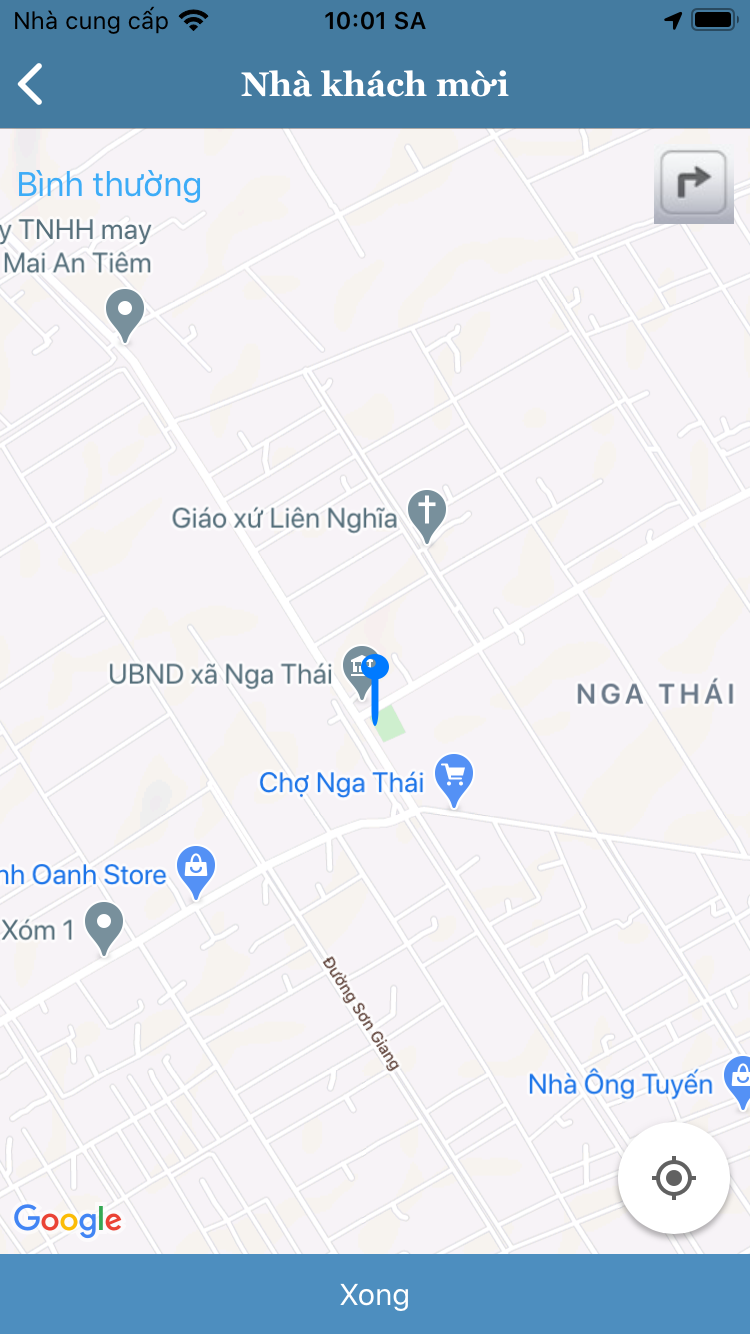 Nhà cung cấp 10:01 SA
Nhà khách mời
Bình thường
y TNHH may
Mai An Tiêm
Giáo xứ Liên Nghĩa
UBND xã Nga Thái
NGA THÁI
Chợ Nga Thái
nh Oanh Store
Xóm 1
Đường Sơn Giang
Nhà Ông Tuyến
Google
Xong